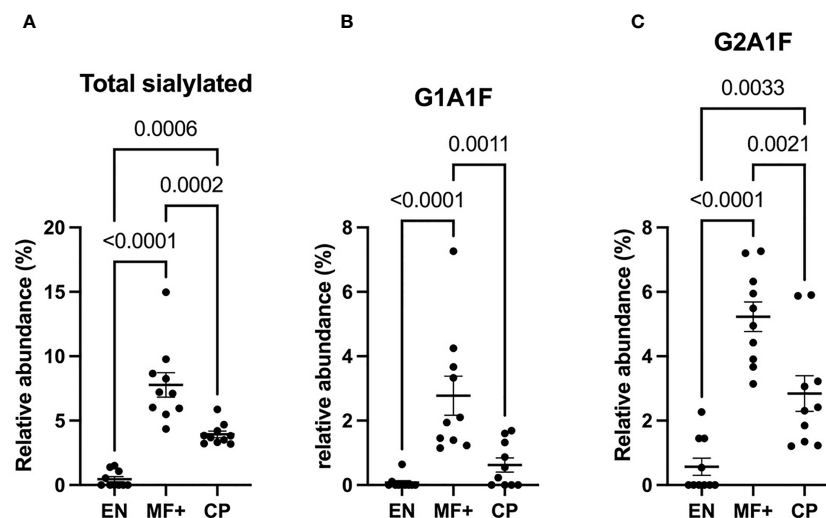 A
Total sialylated
0.0006
0.0002
<0.0001
20
15
10
5
0
Relative abundance (%)
EN MF+ CP
B
G1A1F
0.0011
<0.0001
8
6
4
2
0
relative abundance (%)
EN MF+ CP
C
G2A1F
0.0033
0.0021
<0.0001
8
6
4
2
0
Relative abundance (%)
EN MF+ CP